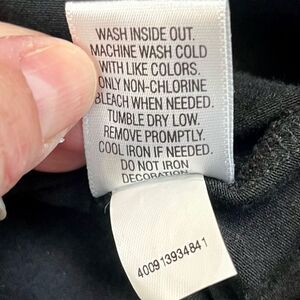 WASH INSIDE OUT.
MACHINE WASH COLD
WITH LIKE COLORS.
ONLY NON-CHLORINE
BLEACH WHEN NEEDED.
TUMBLE DRY LOW.
REMOVE PROMPTLY.
COOL IRON IF NEEDED.
DO NOT IRON
DECORATION.
400913934841